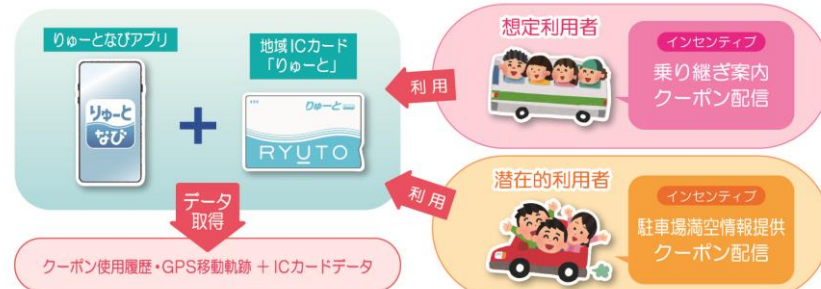 りゅーとなびアプリ
地域ICカード
「りゅーと」
りゅーと
なび
りゅーと
RYUTO
利用
利用
データ
取得
クーポン使用履歴・GPS移動軌跡 + ICカードデータ
想定利用者
インセンティブ
乗り継ぎ案内
クーポン配信
潜在的利用者
インセンティブ
駐車場満空情報提供
クーポン配信